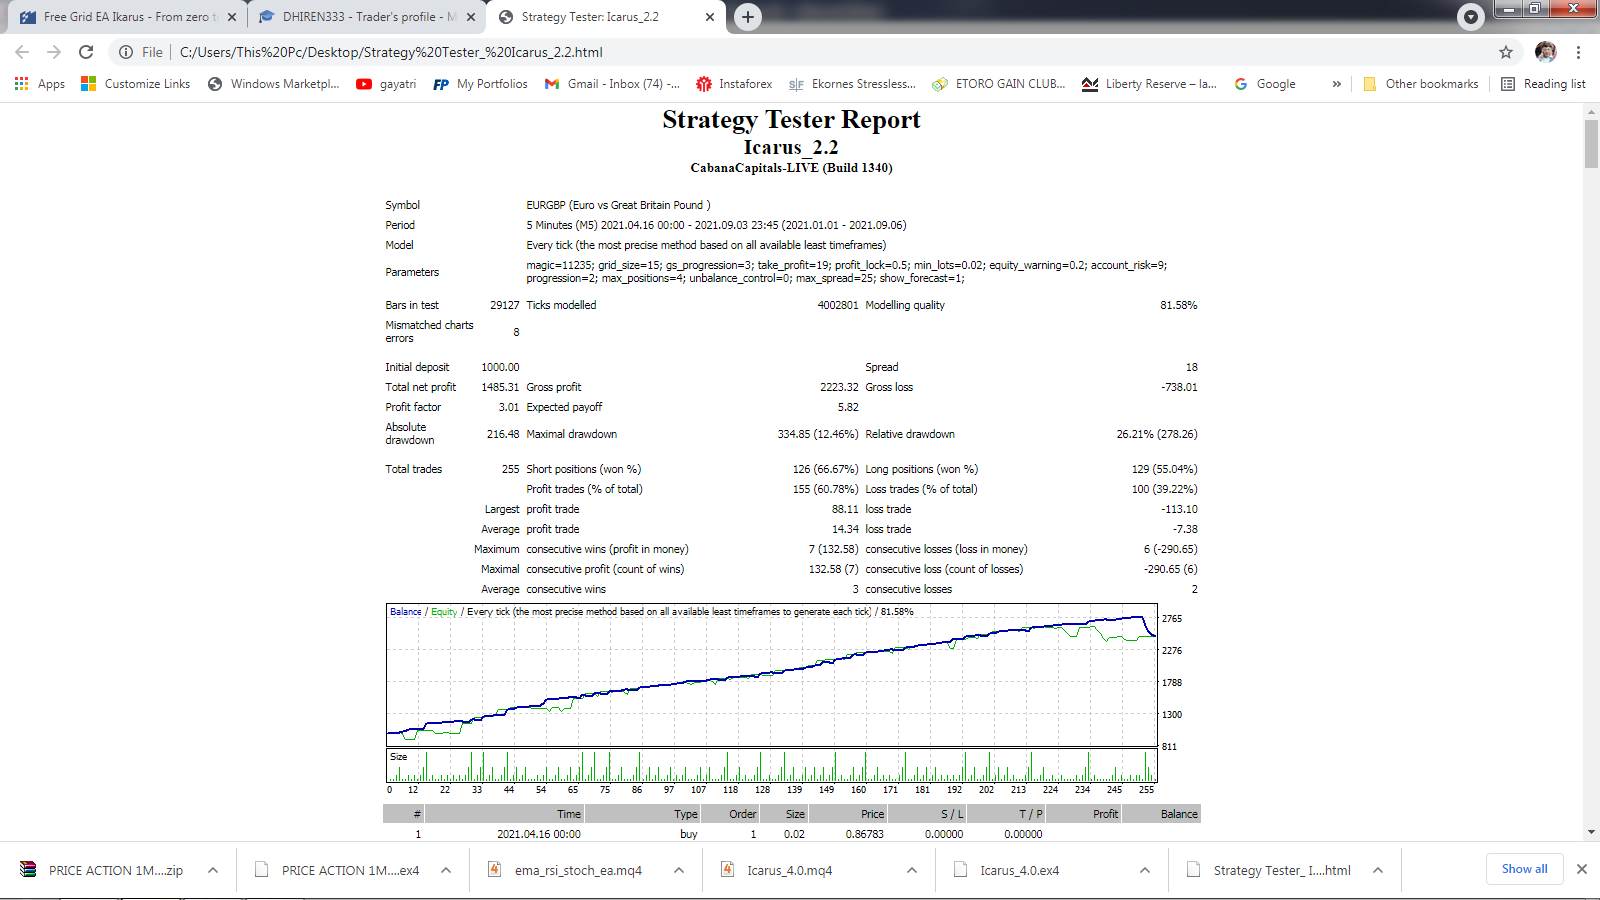 Free Grid EA Ikarus - From zero t
DHIREN333 - Trader's profile - M
Strategy Tester: Icarus_2.2
File
C:/Users/This%20Pc/Desktop/Strategy%20Tester_%20Icarus_2.2.html
Apps
Customize Links
Windows Marketpl...
gayatri
FP My Portfolios
Gmail - Inbox (74) -...
Instaforex
S|F Ekornes Stressless...
ETORO GAIN CLUB...
Liberty Reserve – la...
Google
»
Other bookmarks
Reading list
Strategy Tester Report
Icarus_2.2
CabanaCapitals-LIVE (Build 1340)
Symbol EURGBP (Euro vs Great Britain Pound )
Period 5 Minutes (M5) 2021.04.16 00:00 - 2021.09.03 23:45 (2021.01.01 - 2021.09.06)
Model Every tick (the most precise method based on all available least timeframes)
Parameters magic=11235; grid_size=15; gs_progression=3; take_profit=19; profit_lock=0.5; min_lots=0.02; equity_warning=0.2; account_risk=9;
progression=2; max_positions=4; unbalance_control=0; max_spread=25; show_forecast=1;
Bars in test 29127 Ticks modelled 4002801 Modelling quality 81.58%
Mismatched charts
errors 8
Initial deposit 1000.00 Spread 18
Total net profit 1485.31 Gross profit 2223.32 Gross loss -738.01
Profit factor 3.01 Expected payoff 5.82
Absolute
drawdown 216.48 Maximal drawdown 334.85 (12.46%) Relative drawdown 26.21% (278.26)
Total trades 255 Short positions (won %) 126 (66.67%) Long positions (won %) 129 (55.04%)
Profit trades (% of total) 155 (60.78%) Loss trades (% of total) 100 (39.22%)
Largest profit trade 88.11 loss trade -113.10
Average profit trade 14.34 loss trade -7.38
Maximum consecutive wins (profit in money) 7 (132.58) consecutive losses (loss in money) 6 (-290.65)
Maximal consecutive profit (count of wins) 132.58 (7) consecutive loss (count of losses) -290.65 (6)
Average consecutive wins 3 consecutive losses 2
Balance / Equity / Every tick (the most precise method based on all available least timeframes to generate each tick) / 81.58%
2765
2276
1788
1300
811
Size
0 12 22 33 44 54 65 75 86 97 107 118 128 139 149 160 171 181 192 202 213 224 234 245 255
# Time Type Order Size Price S / L T / P Profit Balance
1 2021.04.16 00:00 buy 1 0.02 0.86783 0.00000 0.00000
PRICE ACTION 1M....zip
PRICE ACTION 1M....ex4
ema_rsi_stoch_ea.mq4
Icarus_4.0.mq4
Icarus_4.0.ex4
Strategy Tester_ I....html
Show all